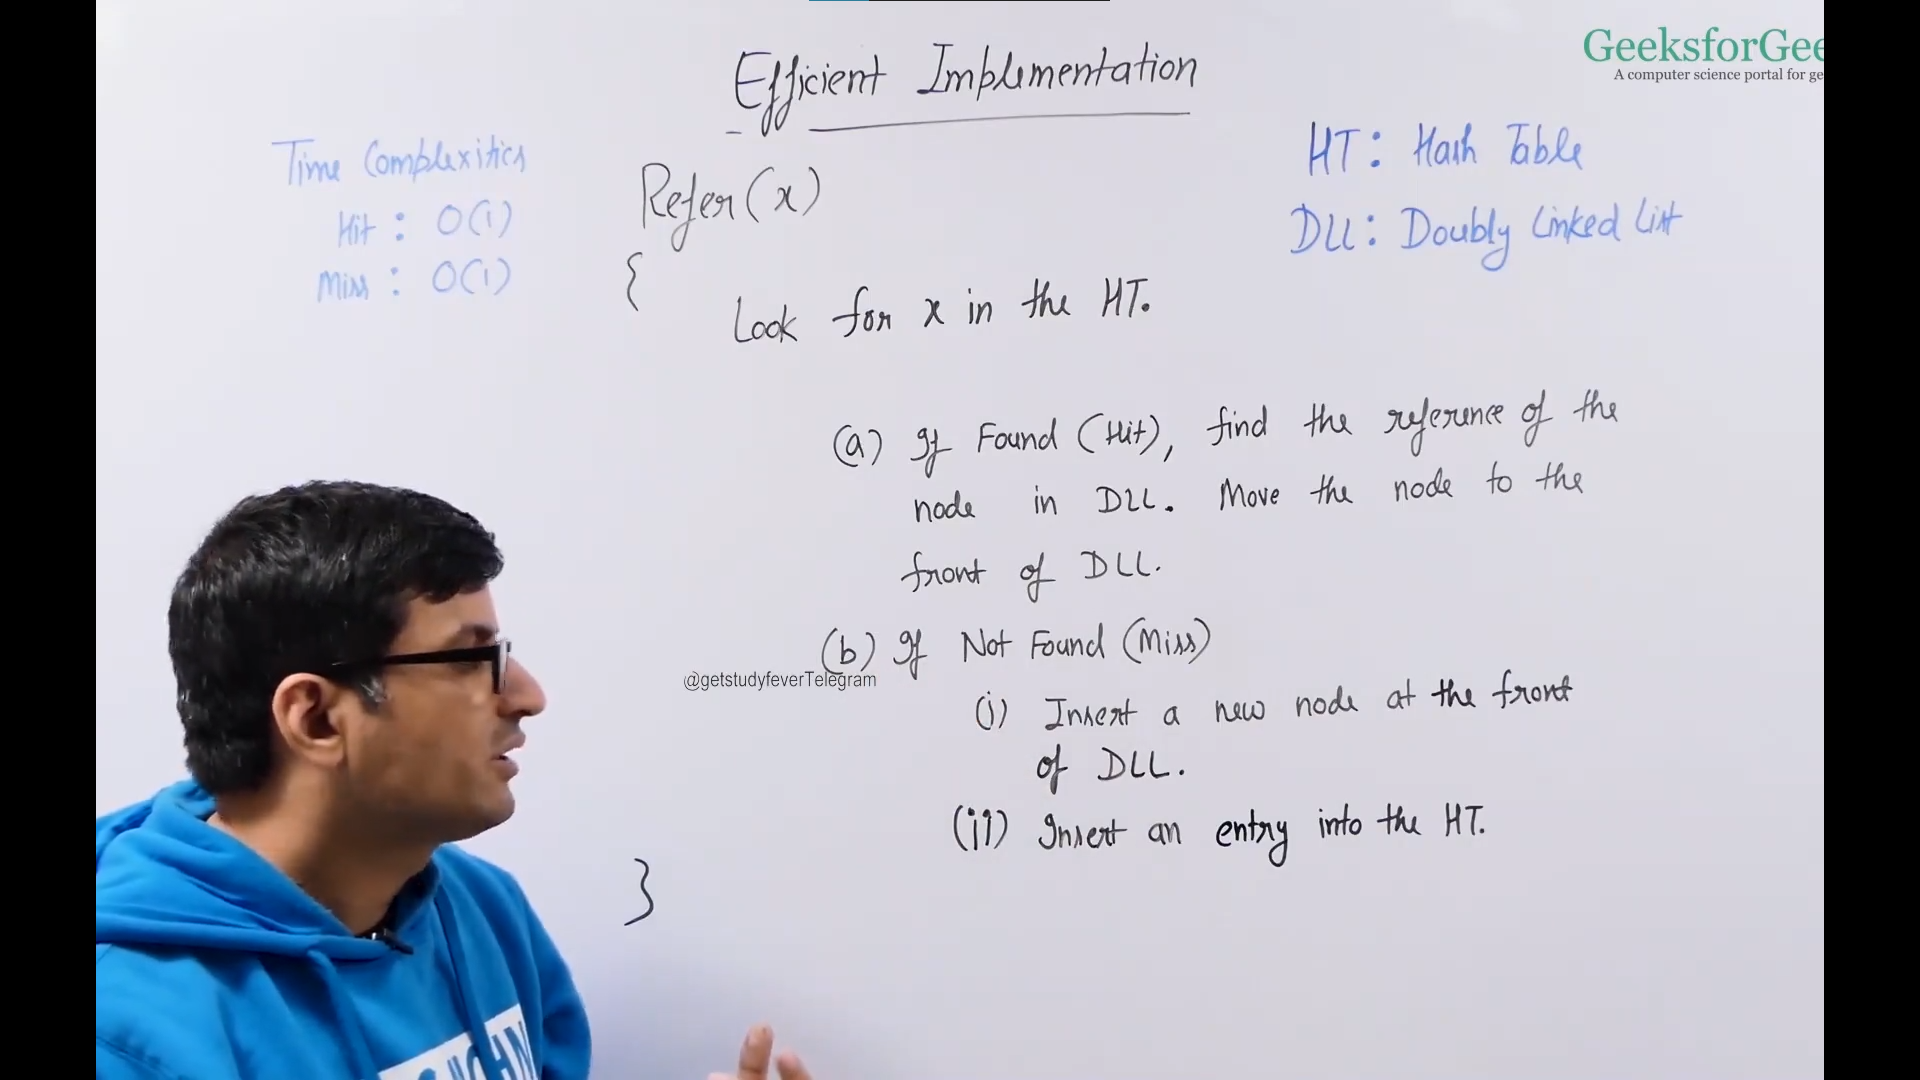 GeeksforGee
A computer science portal for ge
Efficient Implementation
Time Complexities
Hit : O(1)
Miss : O(1)
HT : Hash Table
DLL : Doubly Linked List
Refer(x)
{
Look for x in the HT.
(a) If Found (Hit), find the reference of the
node in DLL. Move the node to the
front of DLL.
(b) If Not Found (Miss)
@getstudyfeverTelegram
(i) Insert a new node at the front
of DLL.
(ii) Insert an entry into the HT.
}